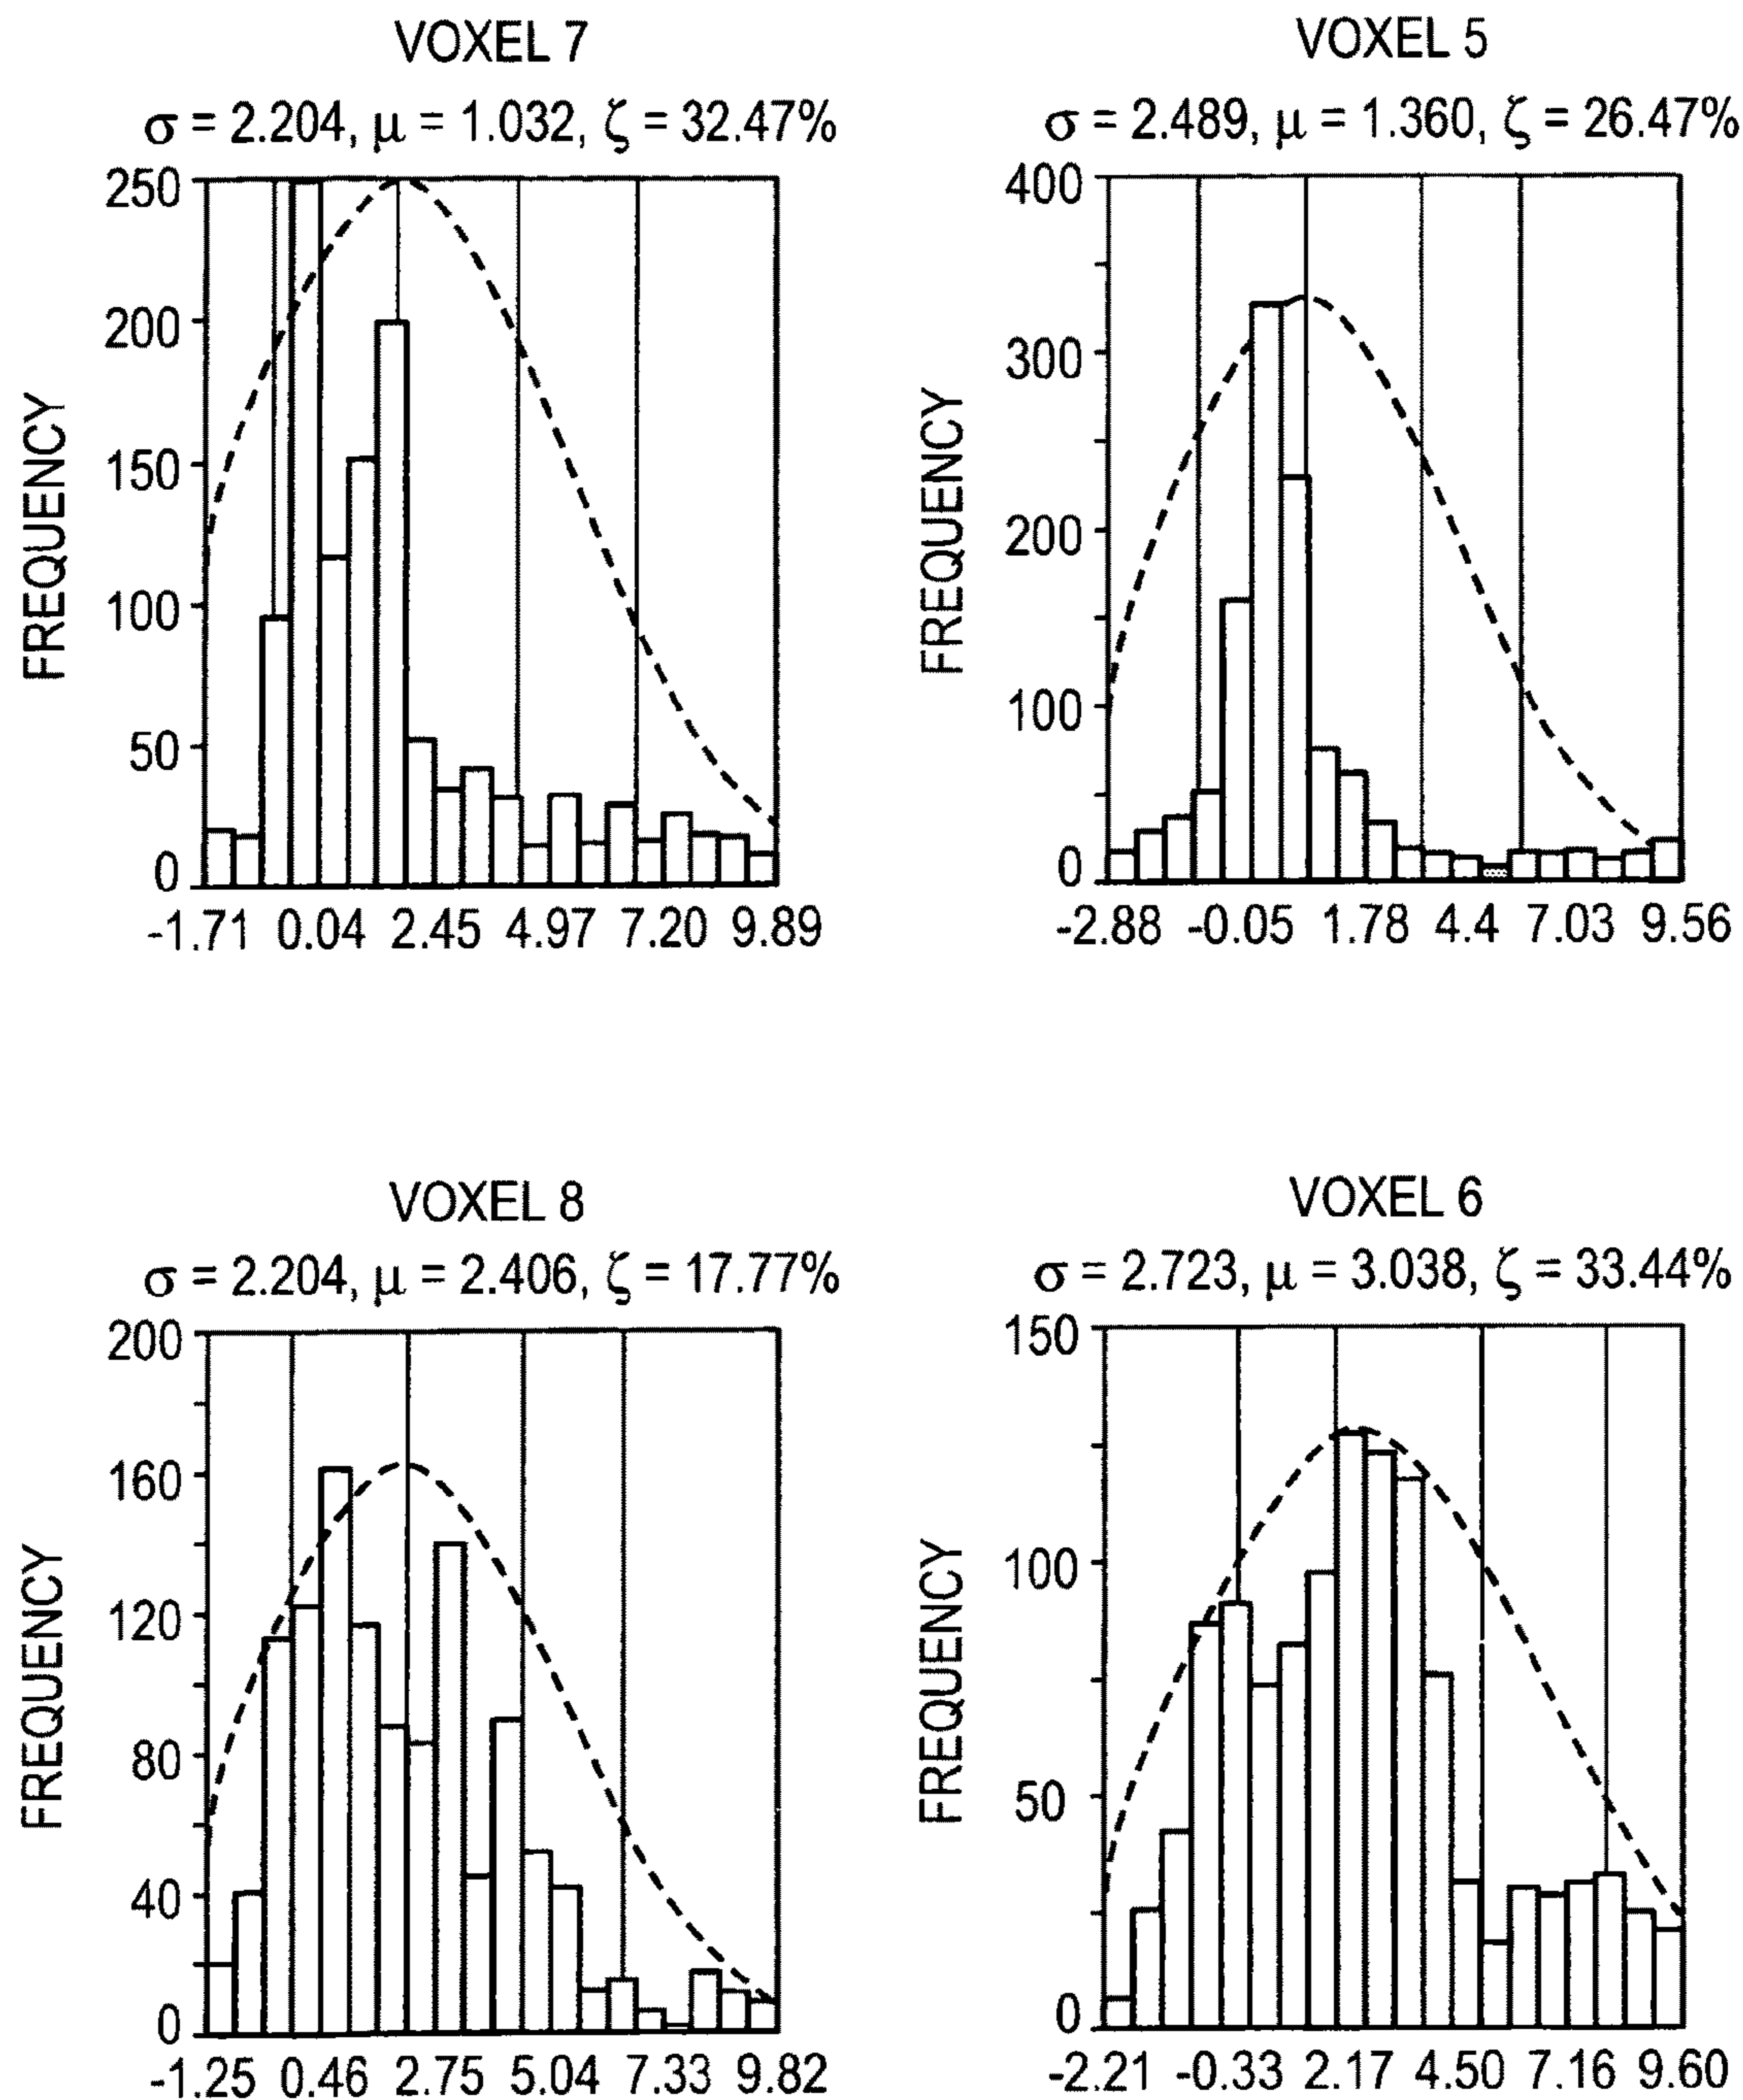 VOXEL 7
σ = 2.204, μ = 1.032, ζ = 32.47%
250
200
150
100
50
0
FREQUENCY
-1.71 0.04 2.45 4.97 7.20 9.89
VOXEL 5
σ = 2.489, μ = 1.360, ζ = 26.47%
400
300
200
100
0
FREQUENCY
-2.88 -0.05 1.78 4.4 7.03 9.56
VOXEL 8
σ = 2.204, μ = 2.406, ζ = 17.77%
200
160
120
80
40
0
FREQUENCY
-1.25 0.46 2.75 5.04 7.33 9.82
VOXEL 6
σ = 2.723, μ = 3.038, ζ = 33.44%
150
100
50
0
FREQUENCY
-2.21 -0.33 2.17 4.50 7.16 9.60